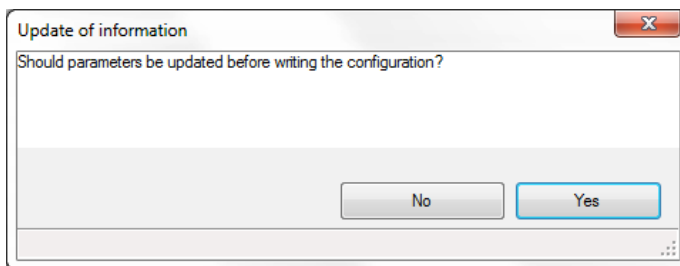 Update of information
Should parameters be updated before writing the configuration?
No
Yes